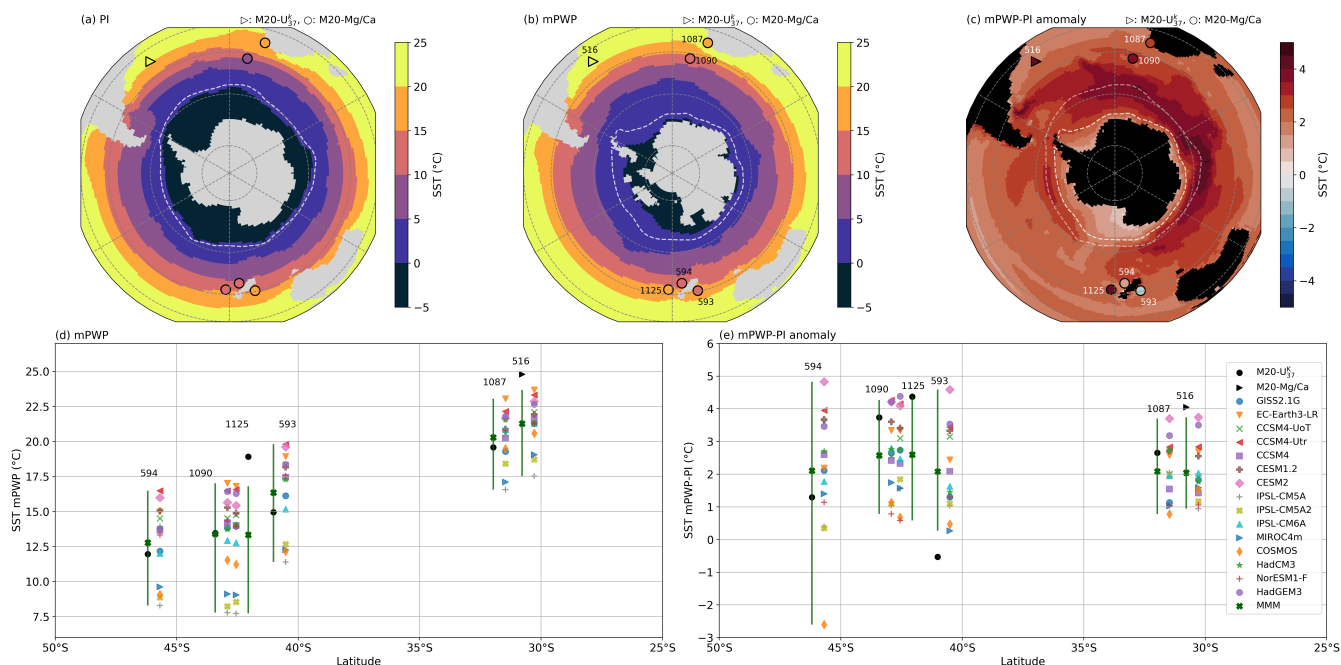 (a) PI
▷: M20-U^k_37, ○: M20-Mg/Ca
25
20
15
10
5
0
−5
SST (°C)
(b) mPWP
▷: M20-U^k_37, ○: M20-Mg/Ca
516
1087
1090
594
1125
593
25
20
15
10
5
0
−5
SST (°C)
(c) mPWP-PI anomaly
▷: M20-U^k_37, ○: M20-Mg/Ca
516
1087
1090
594
1125
593
4
2
0
−2
−4
SST (°C)
(d) mPWP
25.0
22.5
20.0
17.5
15.0
12.5
10.0
7.5
SST mPWP (°C)
594
1090
1125
593
1087
516
50°S
45°S
40°S
35°S
30°S
25°S
Latitude
(e) mPWP-PI anomaly
6
5
4
3
2
1
0
−1
−2
−3
SST mPWP-PI (°C)
594
1090
1125
593
1087
516
50°S
45°S
40°S
35°S
30°S
25°S
Latitude
M20-U^k_37
M20-Mg/Ca
GISS2.1G
EC-Earth3-LR
CCSM4-UoT
CCSM4-Utr
CCSM4
CESM1.2
CESM2
IPSL-CM5A
IPSL-CM5A2
IPSL-CM6A
MIROC4m
COSMOS
HadCM3
NorESM1-F
HadGEM3
MMM